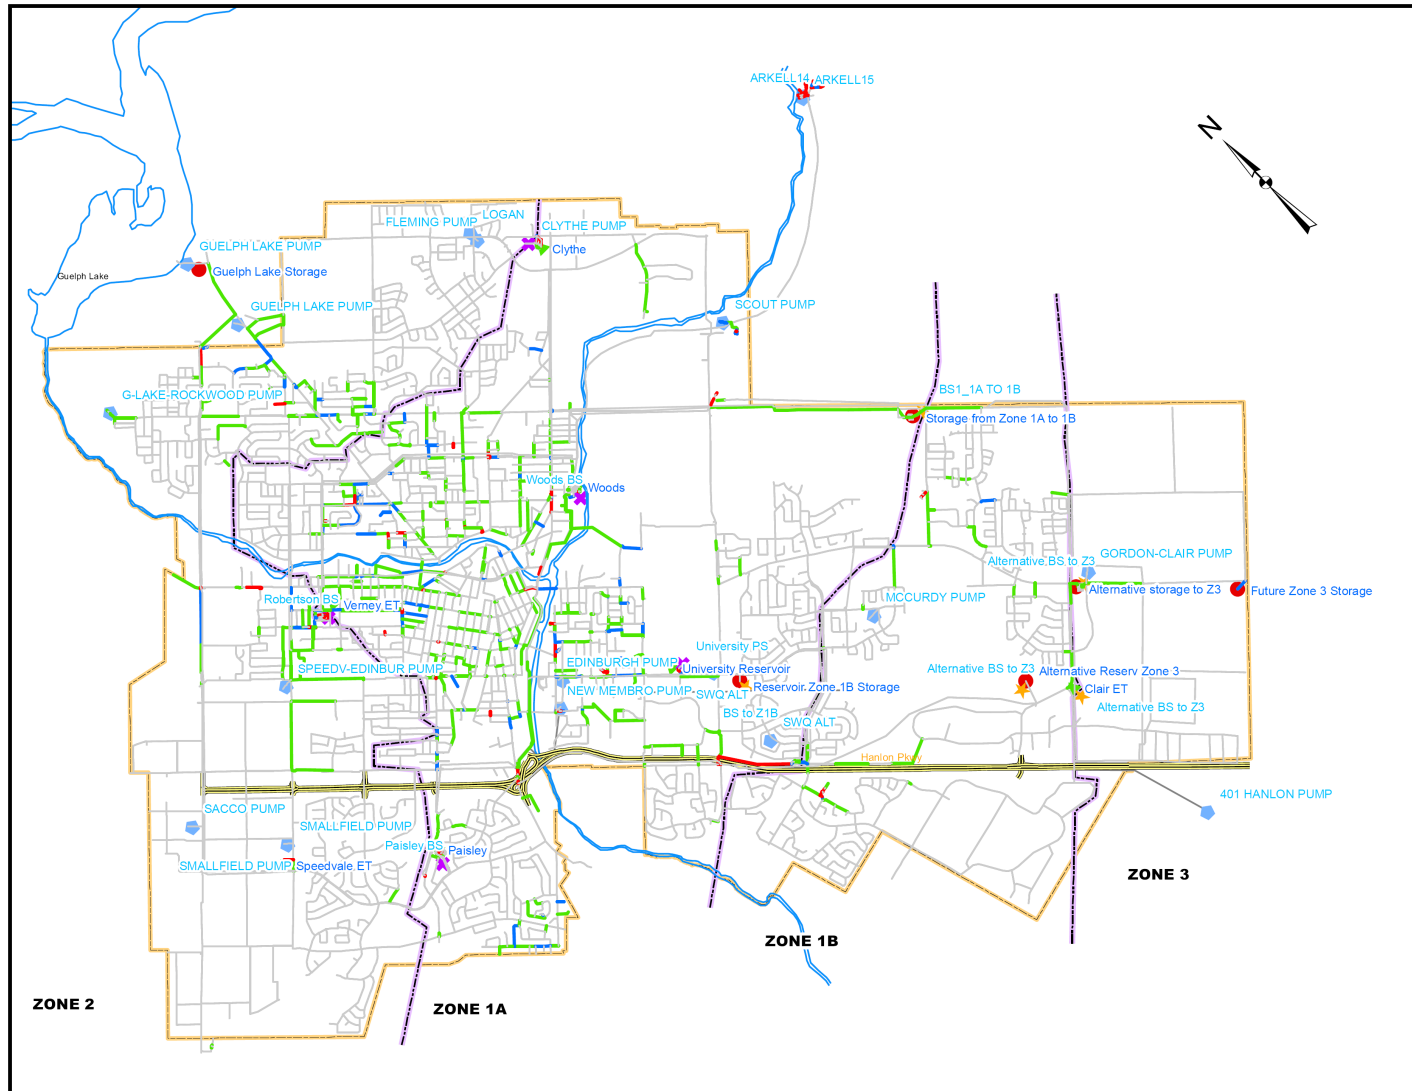 ARKELL14
ARKELL15
N
LOGAN
FLEMING PUMP
CLYTHE PUMP
Clythe
GUELPH LAKE PUMP
Guelph Lake
Guelph Lake Storage
GUELPH LAKE PUMP
SCOUT PUMP
G-LAKE-ROCKWOOD PUMP
BS1_1A TO 1B
Storage from Zone 1A to 1B
Woods BS
Woods
GORDON-CLAIR PUMP
Alternative BS to Z3
Alternative storage to Z3
Future Zone 3 Storage
Robertson BS
Verney ET
MCCURDY PUMP
University PS
EDINBURGH PUMP
University Reservoir
SPEEDV-EDINBUR PUMP
Alternative BS to Z3
Alternative Reserv Zone 3
NEW MEMBRO PUMP
SWQ ALT
Reservoir Zone 1B Storage
Clair ET
Alternative BS to Z3
BS to Z1B
SWQ ALT
Hanlon Pkwy
401 HANLON PUMP
SACCO PUMP
SMALLFIELD PUMP
Paisley BS
Paisley
SMALLFIELD PUMP
Speedvale ET
ZONE 3
ZONE 1B
ZONE 2
ZONE 1A